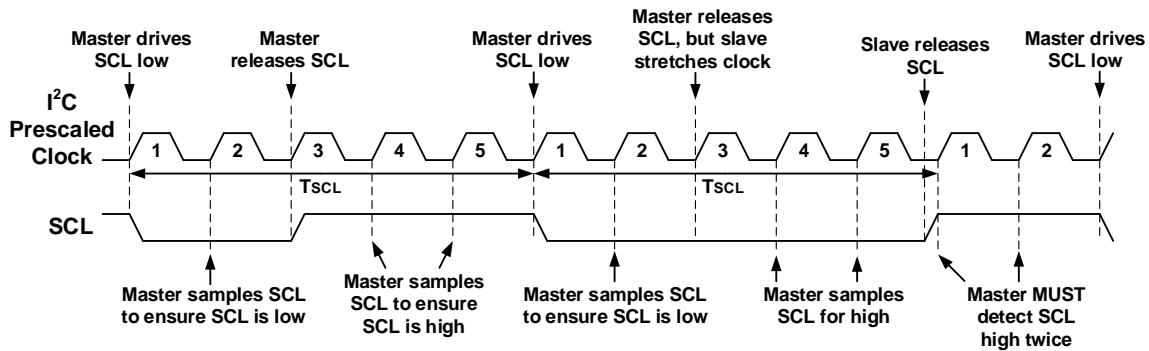 Master drives
SCL low
Master
releases SCL
Master drives
SCL low
Master releases
SCL, but slave
stretches clock
Slave releases
SCL
Master drives
SCL low
I²C
Prescaled
Clock
1 2 3 4 5 1 2 3 4 5 1 2
TSCL TSCL
SCL
Master samples SCL
to ensure SCL is low
Master samples
SCL to ensure
SCL is high
Master samples SCL
to ensure SCL is low
Master samples
SCL for high
Master MUST
detect SCL
high twice